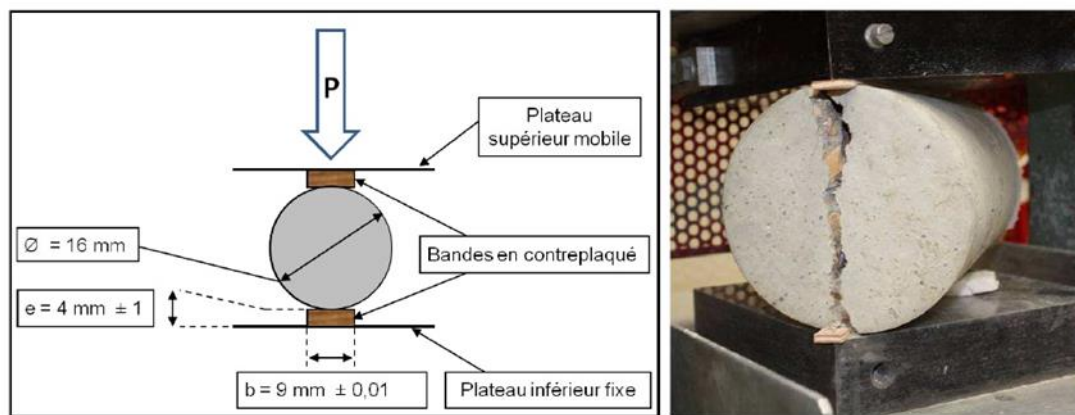 P
Plateau
supérieur mobile
Ø = 16 mm
Bandes en contreplaqué
e = 4 mm ± 1
b = 9 mm ± 0,01
Plateau inférieur fixe